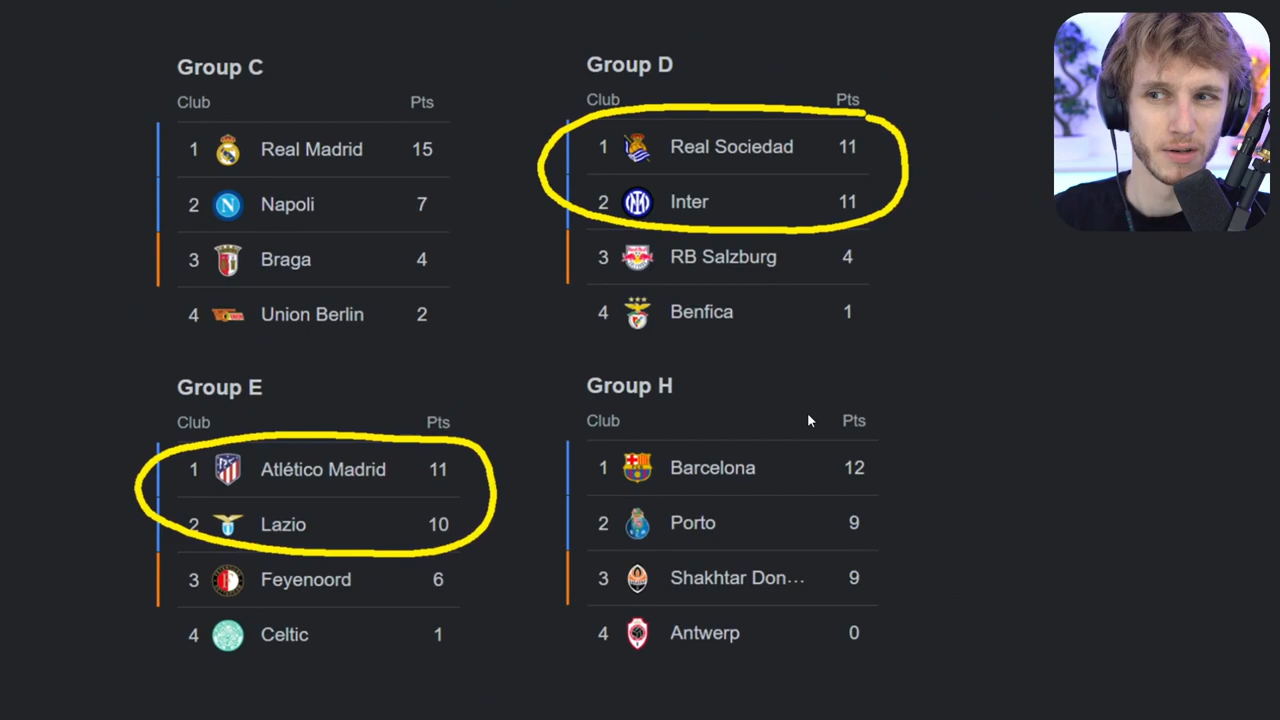 Group C
Club Pts
1 Real Madrid 15
2 Napoli 7
3 Braga 4
4 Union Berlin 2
Group D
Club Pts
1 Real Sociedad 11
2 Inter 11
3 RB Salzburg 4
4 Benfica 1
Group E
Club Pts
1 Atlético Madrid 11
2 Lazio 10
3 Feyenoord 6
4 Celtic 1
Group H
Club Pts
1 Barcelona 12
2 Porto 9
3 Shakhtar Don... 9
4 Antwerp 0